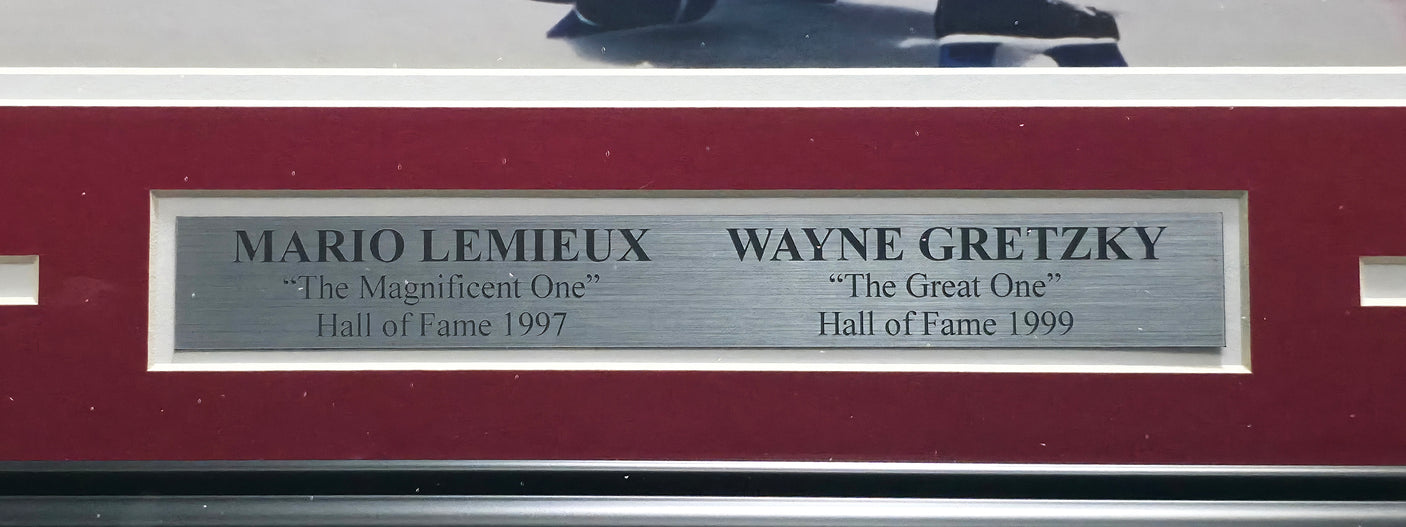 MARIO LEMIEUX
“The Magnificent One”
Hall of Fame 1997
WAYNE GRETZKY
“The Great One”
Hall of Fame 1999